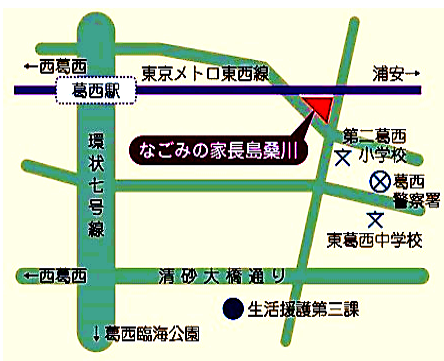 ←西葛西
東京メトロ東西線
浦安→
葛西駅
なごみの家長島桑川
第二葛西
小学校
環状七号線
葛西
警察署
東葛西中学校
←西葛西
清砂大橋通り
生活援護第三課
↓葛西臨海公園